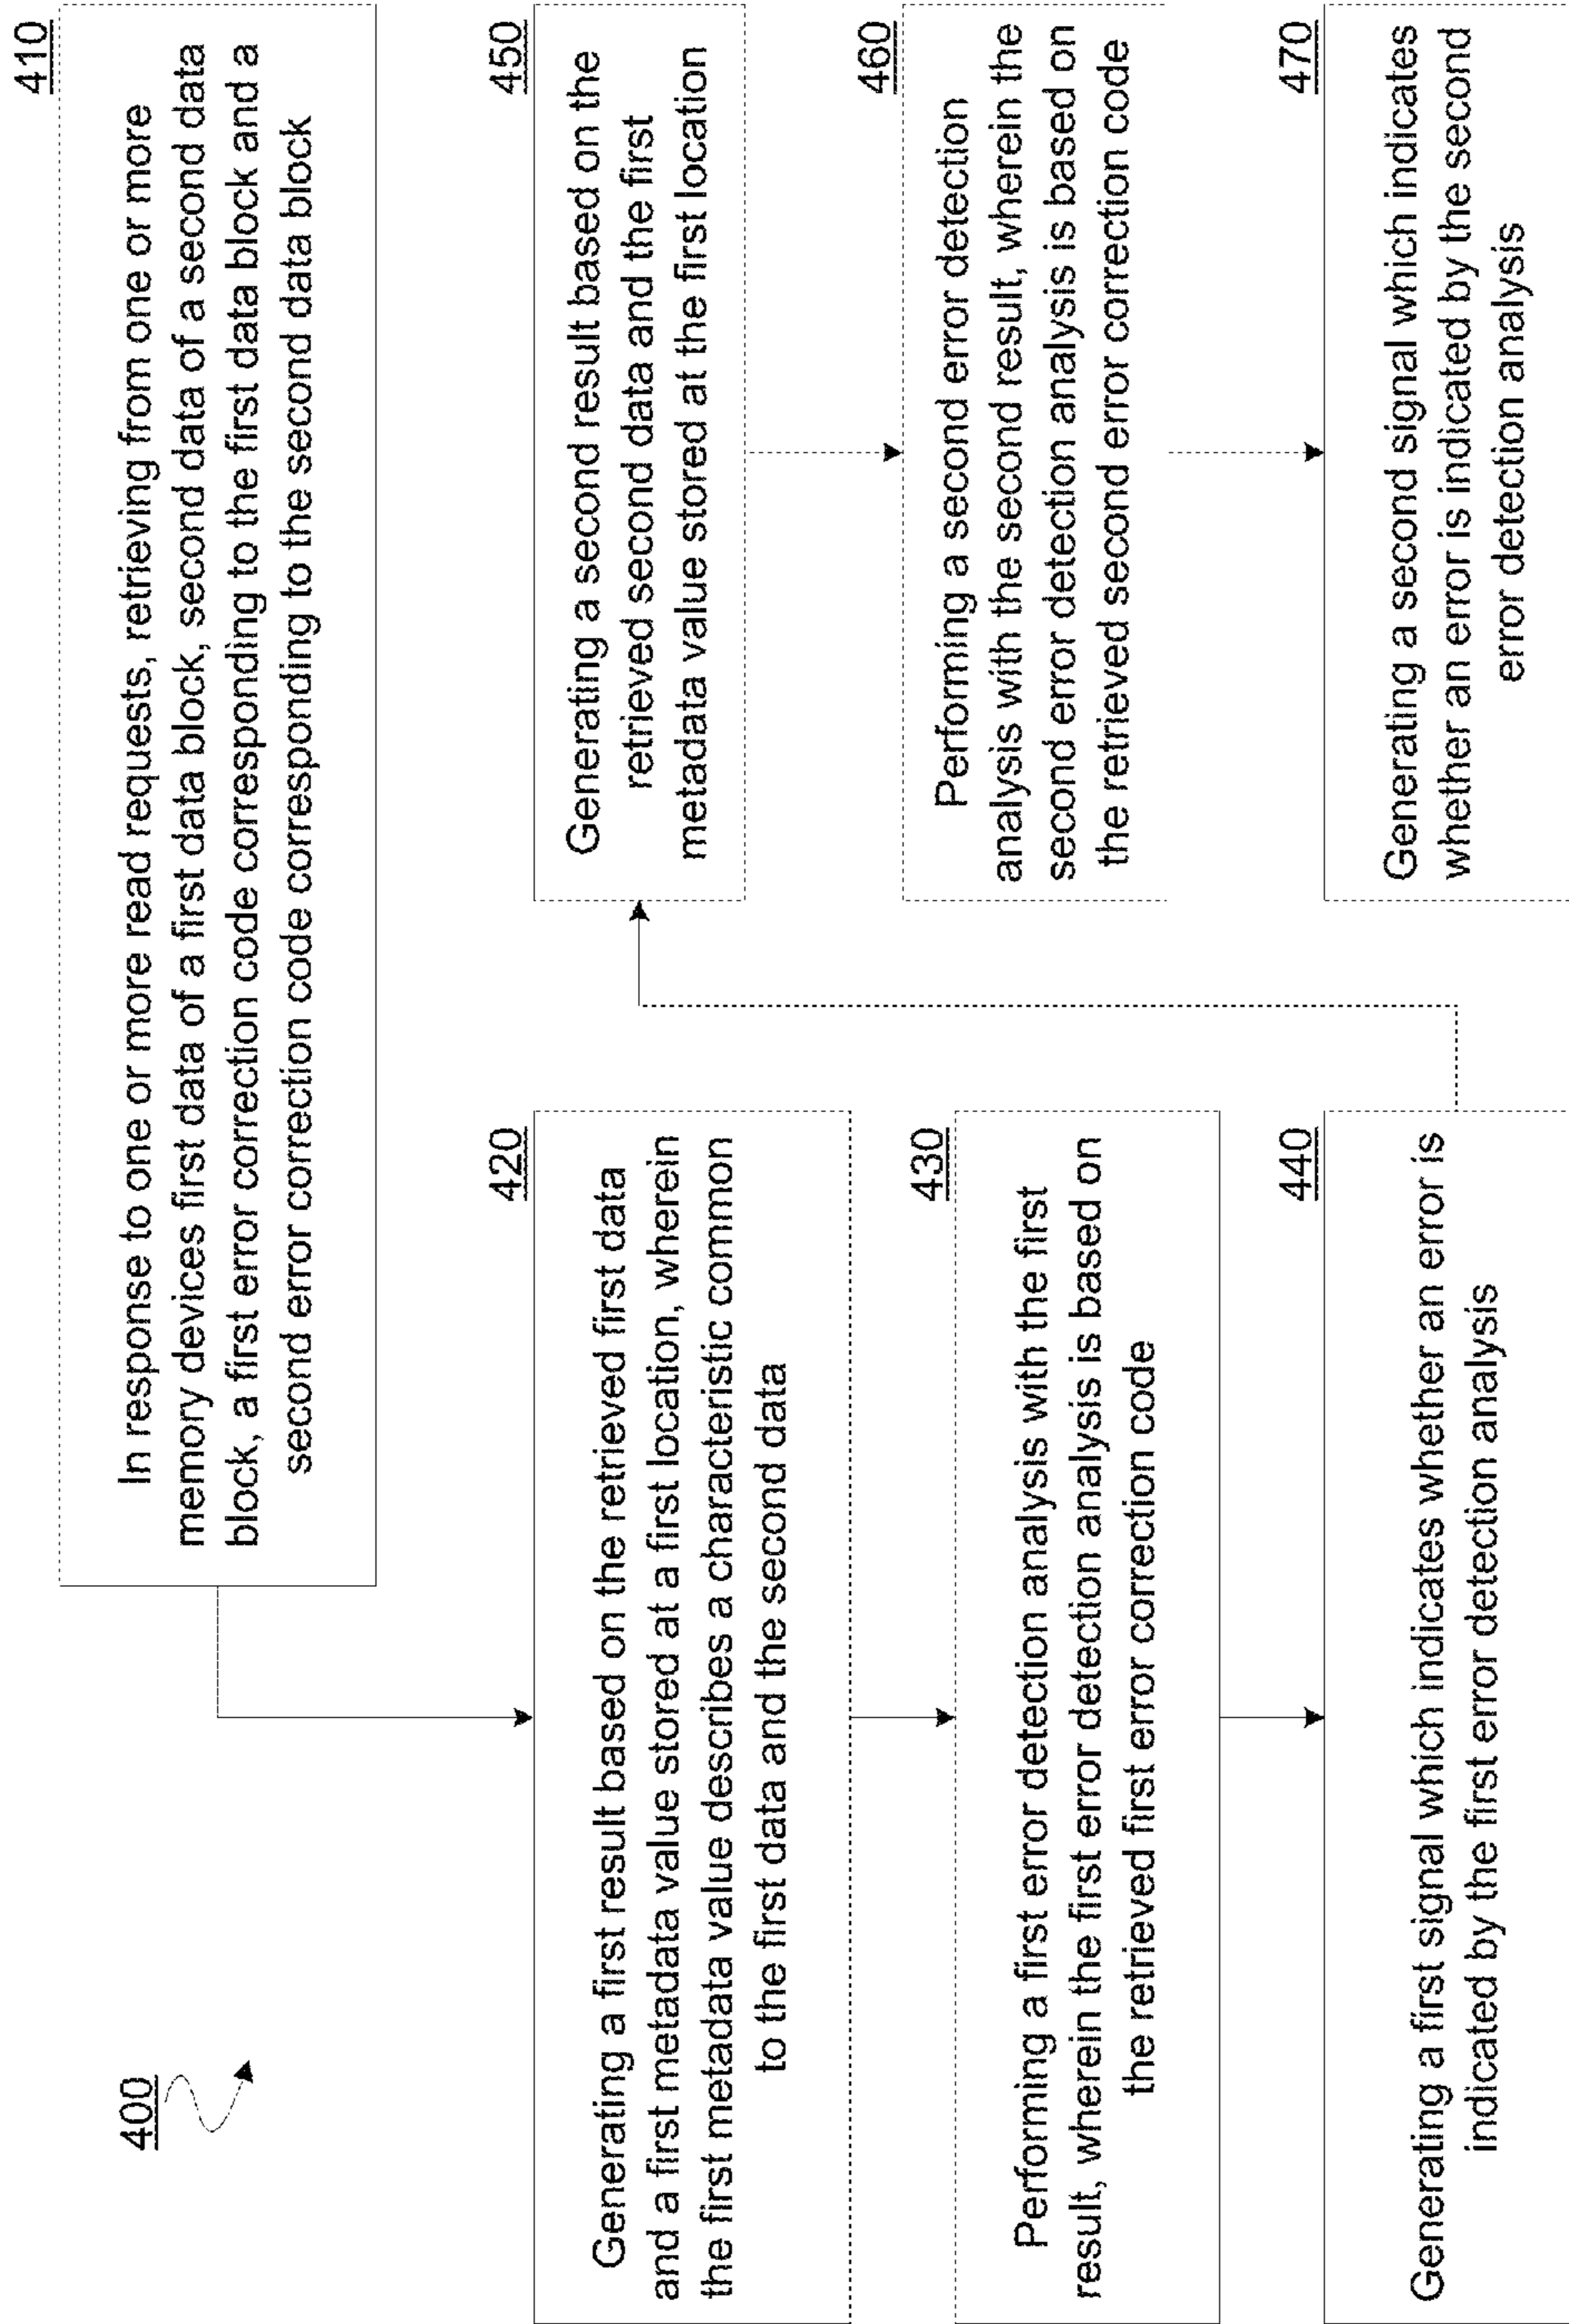 400
410
In response to one or more read requests, retrieving from one or more
memory devices first data of a first data block, second data of a second data
block, a first error correction code corresponding to the first data block and a
second error correction code corresponding to the second data block
420
Generating a first result based on the retrieved first data
and a first metadata value stored at a first location, wherein
the first metadata value describes a characteristic common
to the first data and the second data
430
Performing a first error detection analysis with the first
result, wherein the first error detection analysis is based on
the retrieved first error correction code
440
Generating a first signal which indicates whether an error is
indicated by the first error detection analysis
450
Generating a second result based on the
retrieved second data and the first
metadata value stored at the first location
460
Performing a second error detection
analysis with the second result, wherein the
second error detection analysis is based on
the retrieved second error correction code
470
Generating a second signal which indicates
whether an error is indicated by the second
error detection analysis